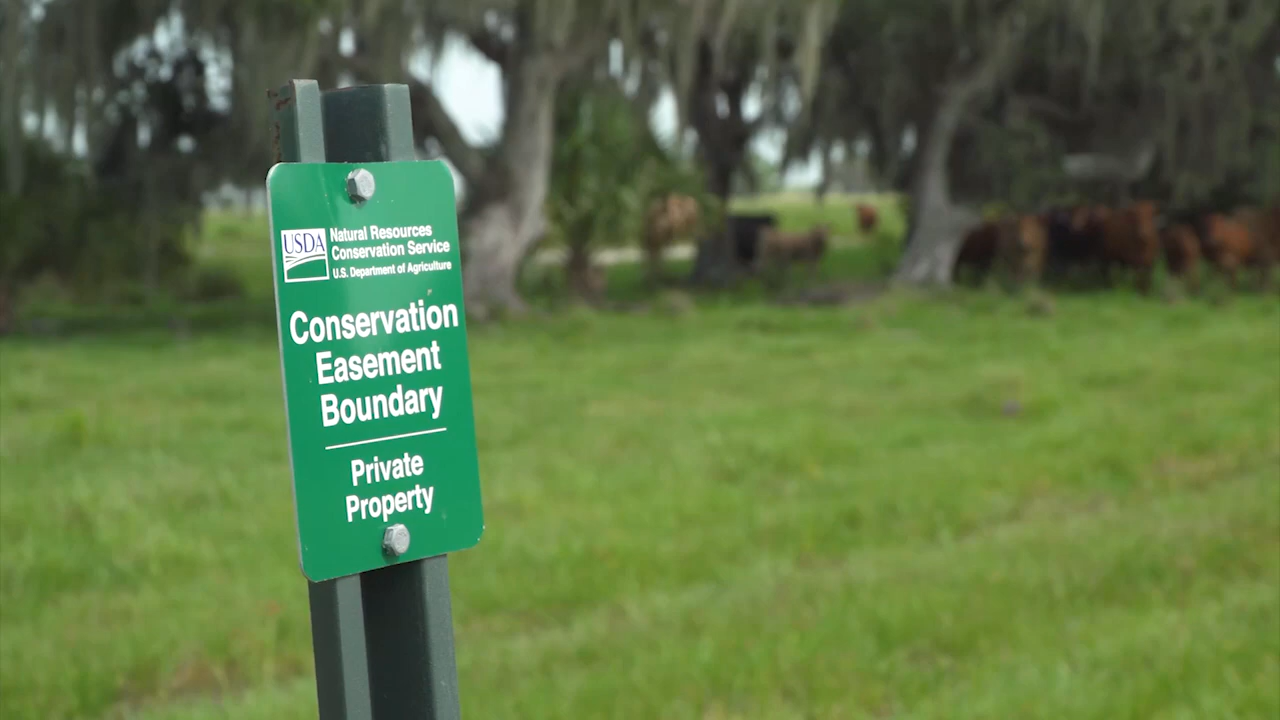 USDA
Natural Resources
Conservation Service
U.S. Department of Agriculture
Conservation
Easement
Boundary
Private
Property